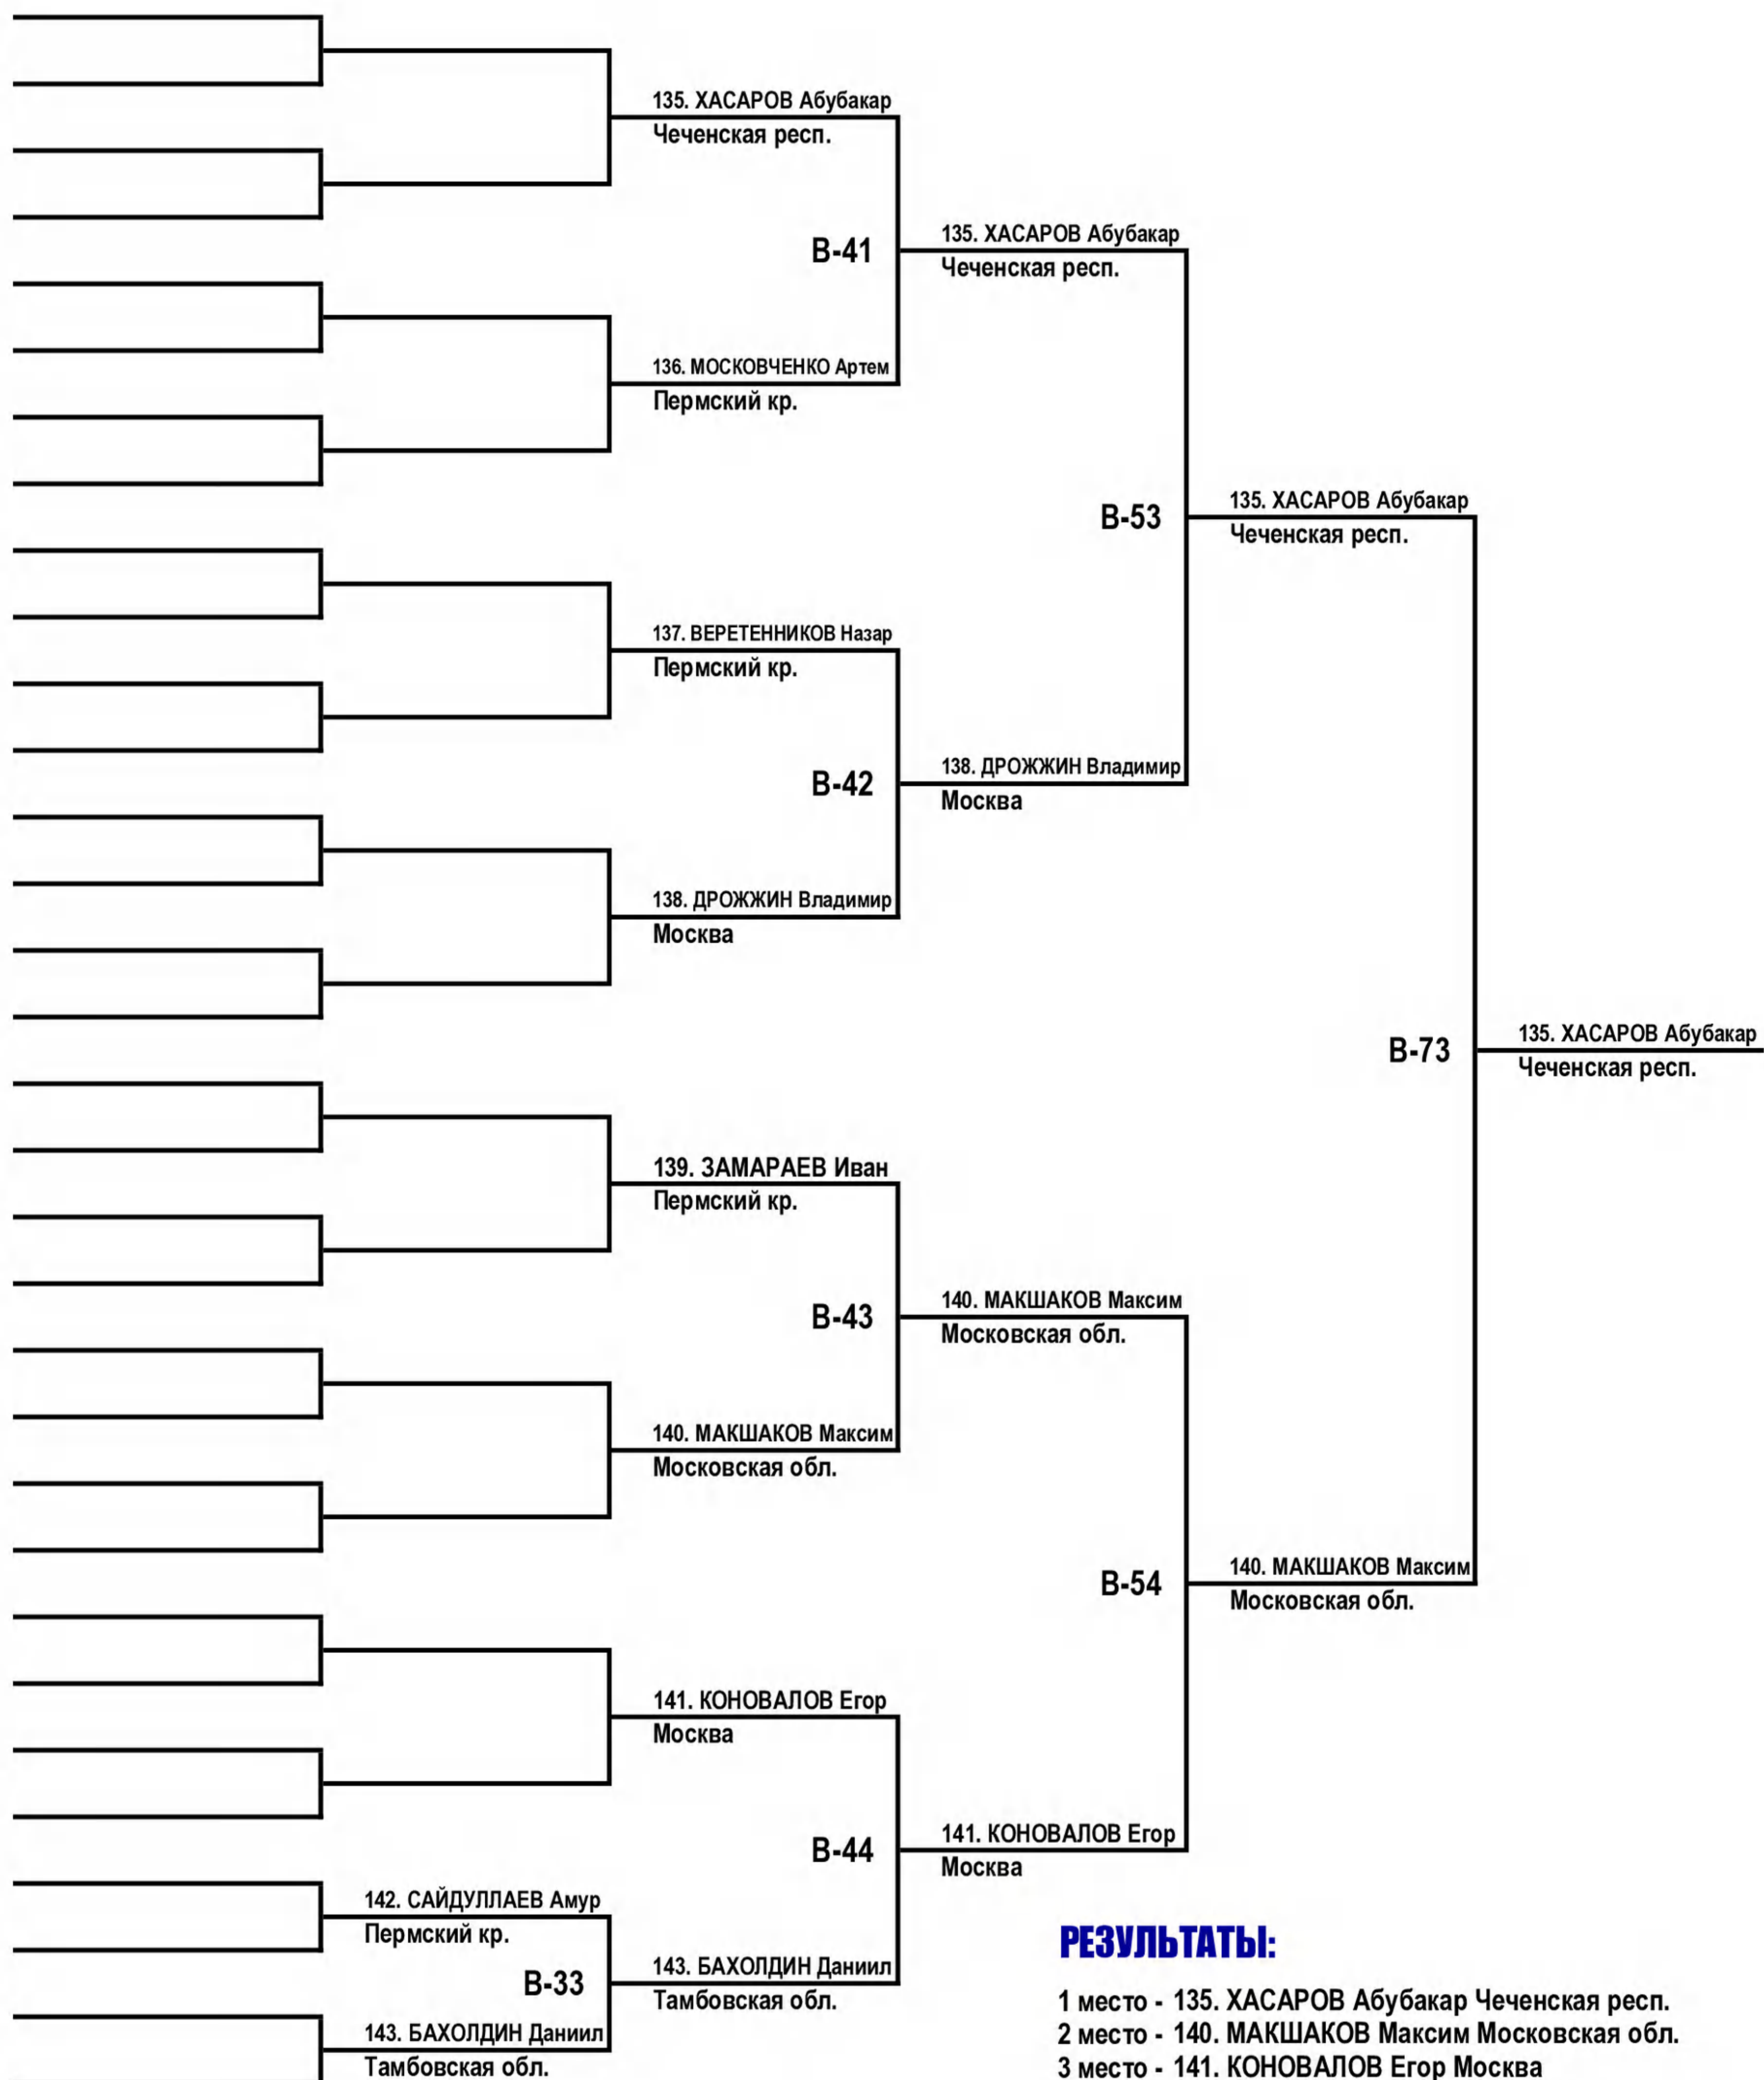 135. ХАСАРОВ Абубакар
Чеченская респ.
B-41
135. ХАСАРОВ Абубакар
Чеченская респ.
136. МОСКОВЧЕНКО Артем
Пермский кр.
B-53
135. ХАСАРОВ Абубакар
Чеченская респ.
137. ВЕРЕТЕННИКОВ Назар
Пермский кр.
B-42
138. ДРОЖЖИН Владимир
Москва
138. ДРОЖЖИН Владимир
Москва
B-73
135. ХАСАРОВ Абубакар
Чеченская респ.
139. ЗАМАРАЕВ Иван
Пермский кр.
B-43
140. МАКШАКОВ Максим
Московская обл.
140. МАКШАКОВ Максим
Московская обл.
B-54
140. МАКШАКОВ Максим
Московская обл.
141. КОНОВАЛОВ Егор
Москва
B-44
141. КОНОВАЛОВ Егор
Москва
142. САЙДУЛЛАЕВ Амур
Пермский кр.
B-33
143. БАХОЛДИН Даниил
Тамбовская обл.
143. БАХОЛДИН Даниил
Тамбовская обл.
РЕЗУЛЬТАТЫ:
1 место - 135. ХАСАРОВ Абубакар Чеченская респ.
2 место - 140. МАКШАКОВ Максим Московская обл.
3 место - 141. КОНОВАЛОВ Егор Москва